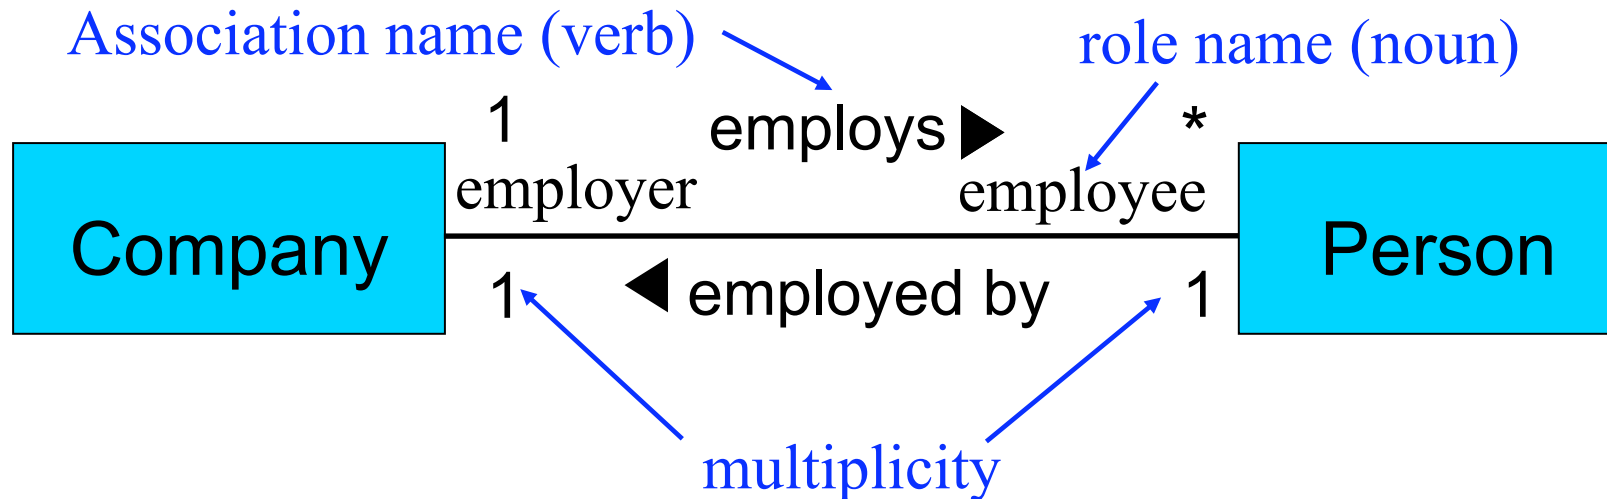 Association name (verb)
role name (noun)
1
employs
*
employer
employee
Company
Person
1
employed by
1
multiplicity